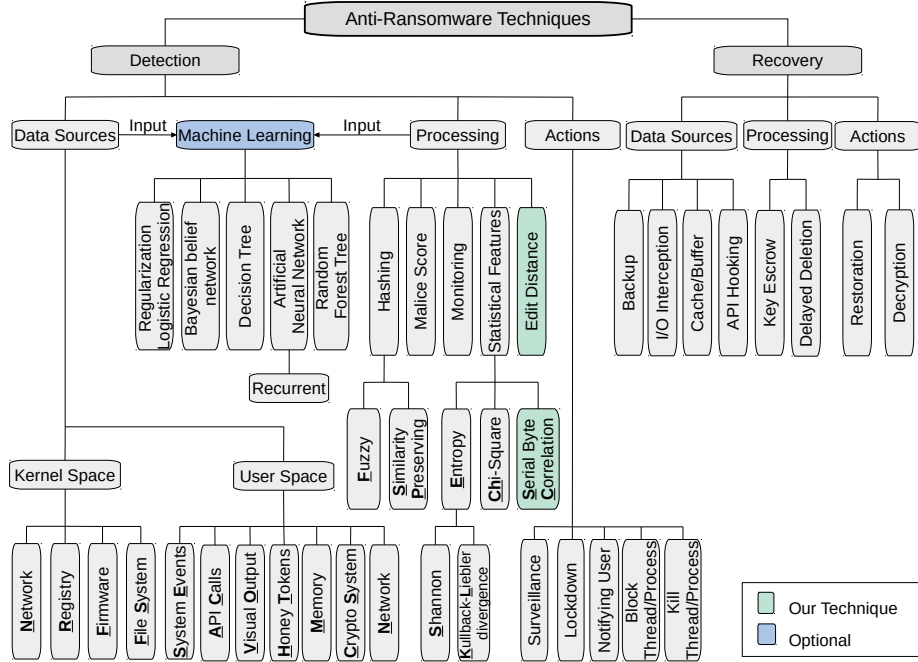 Anti-Ransomware Techniques
Detection
Recovery
Data Sources
Input
Machine Learning
Input
Processing
Actions
Data Sources
Processing
Actions
Regularization
Logistic Regression
Bayesian belief
network
Decision Tree
Artificial
Neural Network
Random
Forest Tree
Hashing
Malice Score
Monitoring
Statistical Features
Edit Distance
Backup
I/O Interception
Cache/Buffer
API Hooking
Key Escrow
Delayed Deletion
Restoration
Decryption
Recurrent
Fuzzy
Similarity
Preserving
Entropy
Chi-Square
Serial Byte
Correlation
Kernel Space
User Space
Network
Registry
Firmware
File System
System Events
API Calls
Visual Output
Honey Tokens
Memory
Crypto System
Network
Shannon
Kullback-Liebler
divergence
Surveillance
Lockdown
Notifying User
Block
Thread/Process
Kill
Thread/Process
Our Technique
Optional